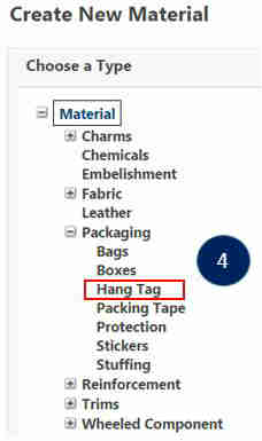 Create New Material
Choose a Type
Material
Charms
Chemicals
Embelishment
Fabric
Leather
Packaging
Bags
Boxes
4
Hang Tag
Packing Tape
Protection
Stickers
Stuffing
Reinforcement
Trims
Wheeled Component